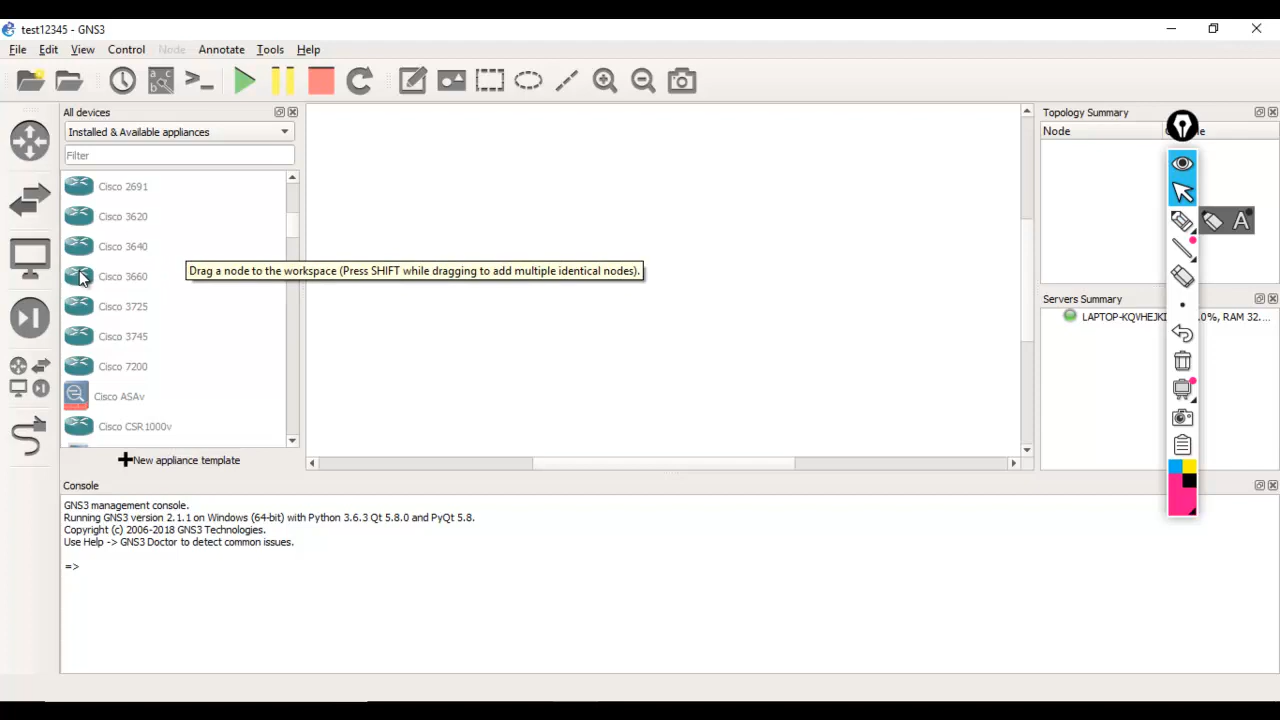 test12345 - GNS3
File Edit View Control Node Annotate Tools Help
All devices
Installed & Available appliances
Filter
Cisco 2691
Cisco 3620
Cisco 3640
Cisco 3660
Cisco 3725
Cisco 3745
Cisco 7200
Cisco ASAv
Cisco CSR1000v
New appliance template
Drag a node to the workspace (Press SHIFT while dragging to add multiple identical nodes).
Topology Summary
Node
A
Servers Summary
LAPTOP-KQVHEJKI .0%, RAM 32....
Console
GNS3 management console.
Running GNS3 version 2.1.1 on Windows (64-bit) with Python 3.6.3 Qt 5.8.0 and PyQt 5.8.
Copyright (c) 2006-2018 GNS3 Technologies.
Use Help -> GNS3 Doctor to detect common issues.
=>